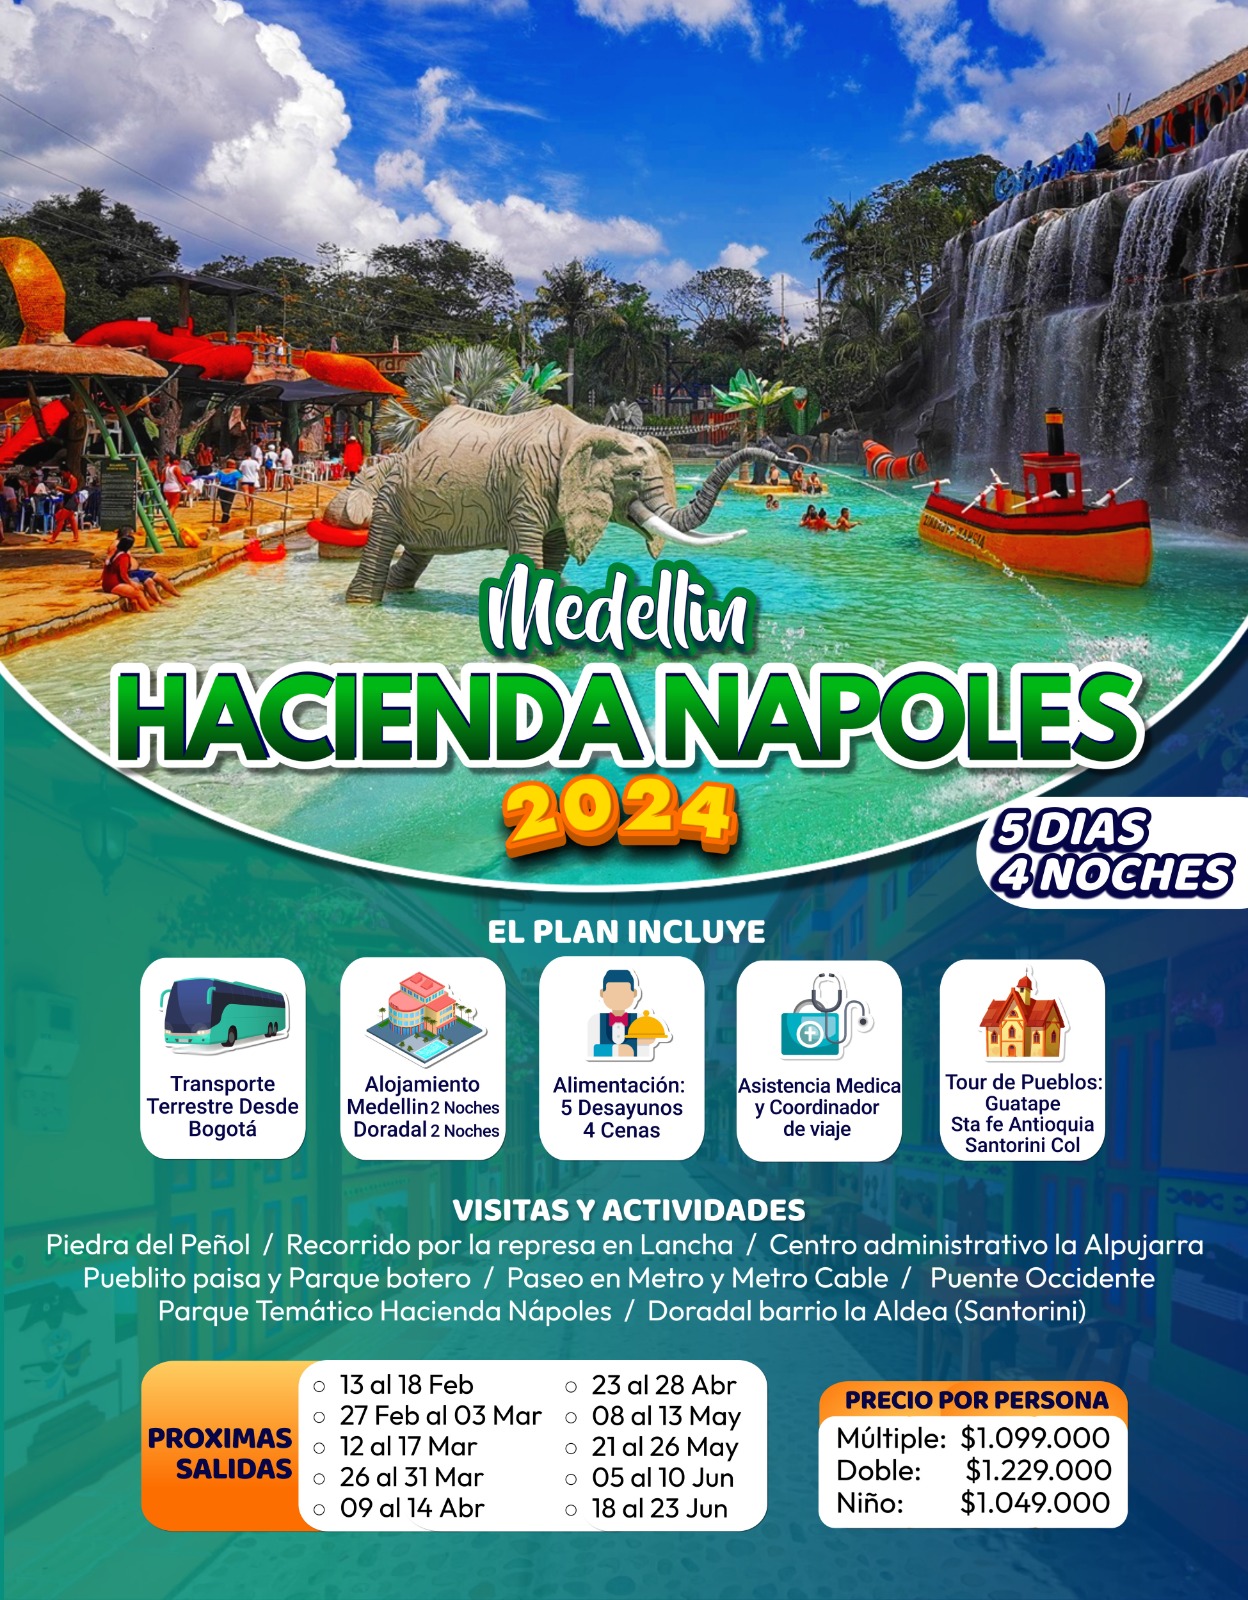 Medellin
HACIENDA NAPOLES
2024
5 DIAS
4 NOCHES
EL PLAN INCLUYE
Transporte
Terrestre Desde
Bogotá
Alojamiento
Medellin 2 Noches
Doradal 2 Noches
Alimentación:
5 Desayunos
4 Cenas
Asistencia Medica
y Coordinador
de viaje
Tour de Pueblos:
Guatape
Sta fe Antioquia
Santorini Col
VISITAS Y ACTIVIDADES
Piedra del Peñol / Recorrido por la represa en Lancha / Centro administrativo la Alpujarra
Pueblito paisa y Parque botero / Paseo en Metro y Metro Cable / Puente Occidente
Parque Temático Hacienda Nápoles / Doradal barrio la Aldea (Santorini)
PROXIMAS
SALIDAS
13 al 18 Feb
27 Feb al 03 Mar
12 al 17 Mar
26 al 31 Mar
09 al 14 Abr
23 al 28 Abr
08 al 13 May
21 al 26 May
05 al 10 Jun
18 al 23 Jun
PRECIO POR PERSONA
Múltiple: $1.099.000
Doble: $1.229.000
Niño: $1.049.000